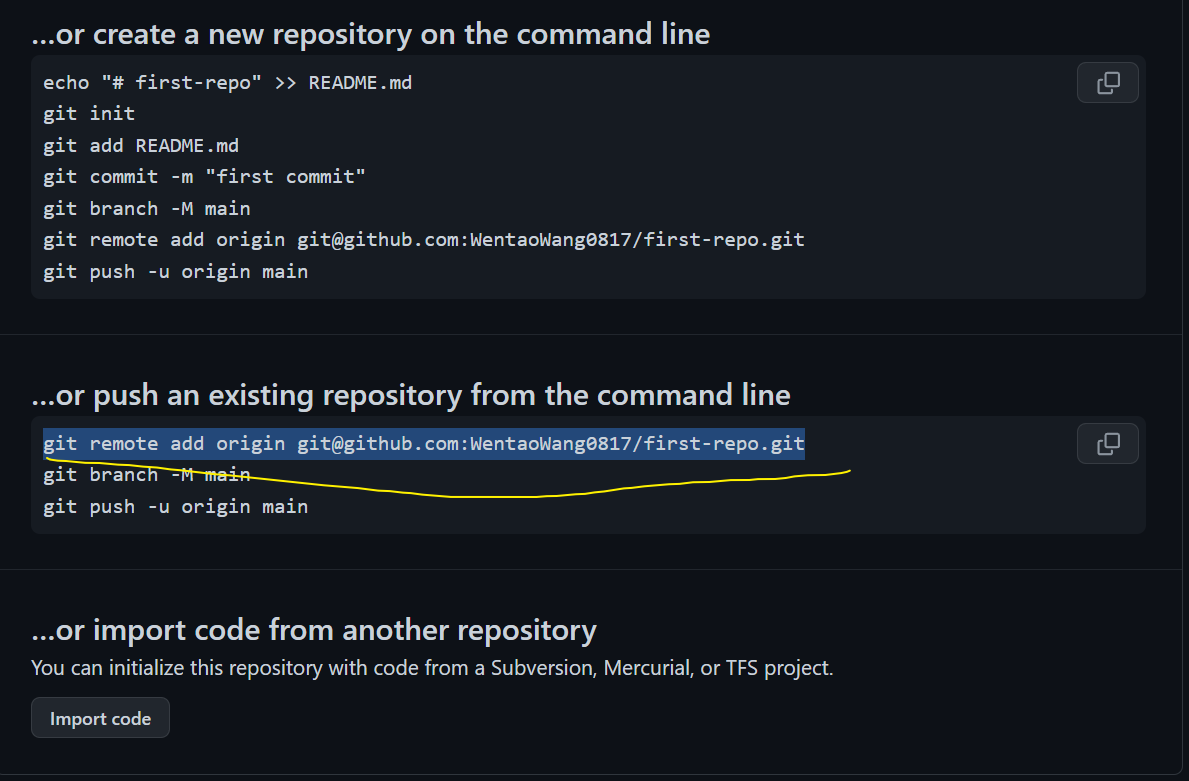 ...or create a new repository on the command line
echo "# first-repo" >> README.md
git init
git add README.md
git commit -m "first commit"
git branch -M main
git remote add origin git@github.com:WentaoWang0817/first-repo.git
git push -u origin main
...or push an existing repository from the command line
git remote add origin git@github.com:WentaoWang0817/first-repo.git
git branch -M main
git push -u origin main
...or import code from another repository
You can initialize this repository with code from a Subversion, Mercurial, or TFS project.
Import code